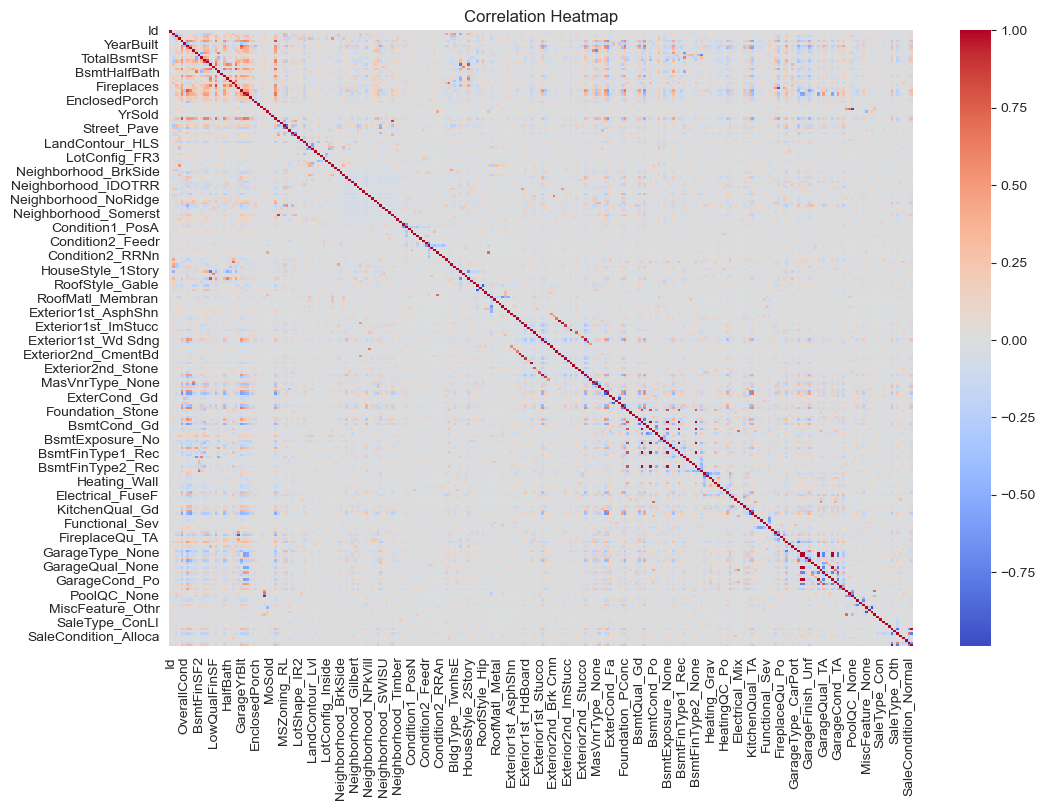 Correlation Heatmap
Id
YearBuilt
TotalBsmtSF
BsmtHalfBath
Fireplaces
EnclosedPorch
YrSold
Street_Pave
LandContour_HLS
LotConfig_FR3
Neighborhood_BrkSide
Neighborhood_IDOTRR
Neighborhood_NoRidge
Neighborhood_Somerst
Condition1_PosA
Condition2_Feedr
Condition2_RRNn
HouseStyle_1Story
RoofStyle_Gable
RoofMatl_Membran
Exterior1st_AsphShn
Exterior1st_ImStucc
Exterior1st_Wd Sdng
Exterior2nd_CmentBd
Exterior2nd_Stone
MasVnrType_None
ExterCond_Gd
Foundation_Stone
BsmtCond_Gd
BsmtExposure_No
BsmtFinType1_Rec
BsmtFinType2_Rec
Heating_Wall
Electrical_FuseF
KitchenQual_Gd
Functional_Sev
FireplaceQu_TA
GarageType_None
GarageQual_None
GarageCond_Po
PoolQC_None
MiscFeature_Othr
SaleType_ConLI
SaleCondition_Alloca
Id
OverallCond
BsmtFinSF2
LowQualFinSF
HalfBath
GarageYrBlt
EnclosedPorch
MoSold
MSZoning_RL
LotShape_IR2
LandContour_Lvl
LotConfig_Inside
Neighborhood_BrkSide
Neighborhood_Gilbert
Neighborhood_NPkVill
Neighborhood_SWISU
Neighborhood_Timber
Condition1_PosN
Condition2_Feedr
Condition2_RRAn
BldgType_TwnhsE
HouseStyle_2Story
RoofStyle_Hip
RoofMatl_Metal
Exterior1st_AsphShn
Exterior1st_HdBoard
Exterior1st_Stucco
Exterior2nd_Brk Cmn
Exterior2nd_ImStucc
Exterior2nd_Stucco
MasVnrType_None
ExterCond_Fa
Foundation_PConc
BsmtQual_Gd
BsmtCond_Po
BsmtExposure_None
BsmtFinType1_Rec
BsmtFinType2_None
Heating_Grav
HeatingQC_Po
Electrical_Mix
KitchenQual_TA
Functional_Sev
FireplaceQu_Po
GarageType_CarPort
GarageFinish_Unf
GarageQual_TA
GarageCond_TA
PoolQC_None
MiscFeature_None
SaleType_Con
SaleType_Oth
SaleCondition_Normal
1.00
0.75
0.50
0.25
0.00
−0.25
−0.50
−0.75